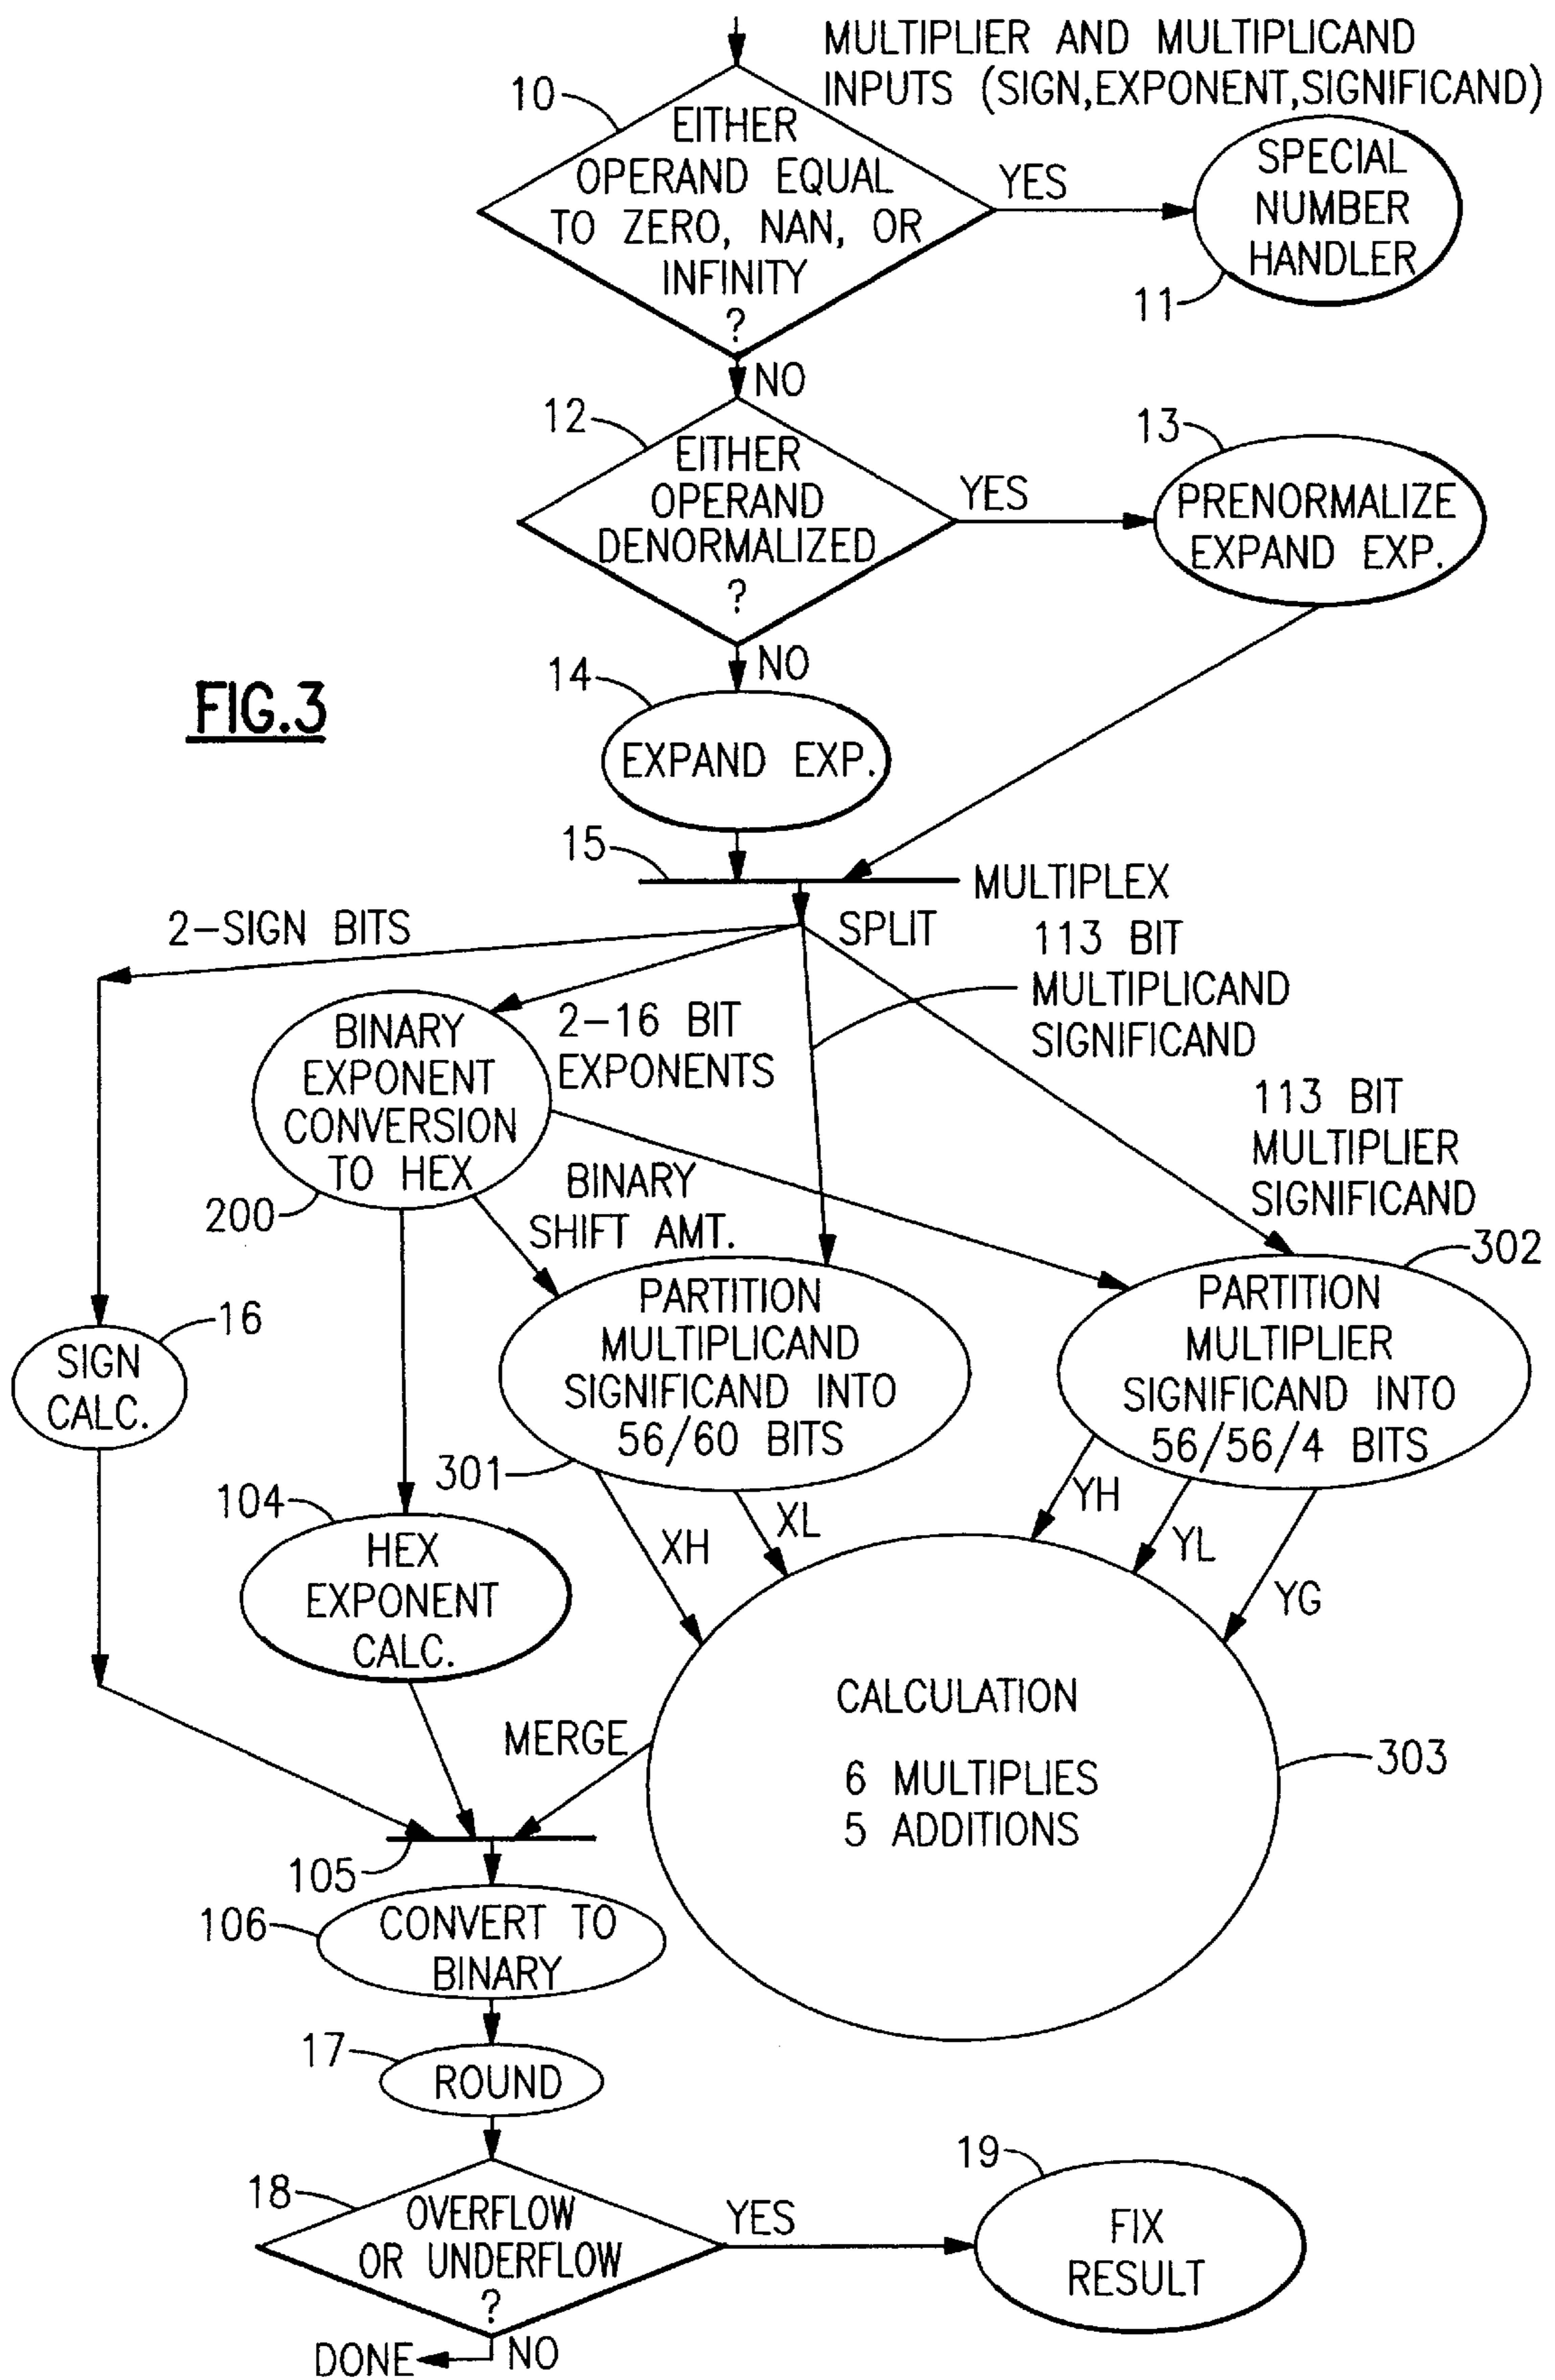 MULTIPLIER AND MULTIPLICAND
INPUTS (SIGN,EXPONENT,SIGNIFICAND)
10
EITHER
OPERAND EQUAL
TO ZERO, NAN, OR
INFINITY
?
YES
SPECIAL
NUMBER
HANDLER
11
NO
12
EITHER
OPERAND
DENORMALIZED
?
YES
13
PRENORMALIZE
EXPAND EXP.
NO
FIG.3
14
EXPAND EXP.
15
MULTIPLEX
SPLIT
2-SIGN BITS
113 BIT
MULTIPLICAND
SIGNIFICAND
BINARY
EXPONENT
CONVERSION
TO HEX
200
2-16 BIT
EXPONENTS
113 BIT
MULTIPLIER
SIGNIFICAND
BINARY
SHIFT AMT.
302
16
SIGN
CALC.
PARTITION
MULTIPLICAND
SIGNIFICAND INTO
56/60 BITS
301
PARTITION
MULTIPLIER
SIGNIFICAND INTO
56/56/4 BITS
104
HEX
EXPONENT
CALC.
XH
XL
YH
YL
YG
CALCULATION
6 MULTIPLIES
5 ADDITIONS
303
MERGE
105
106
CONVERT TO
BINARY
17
ROUND
18
OVERFLOW
OR UNDERFLOW
?
YES
19
FIX
RESULT
NO
DONE